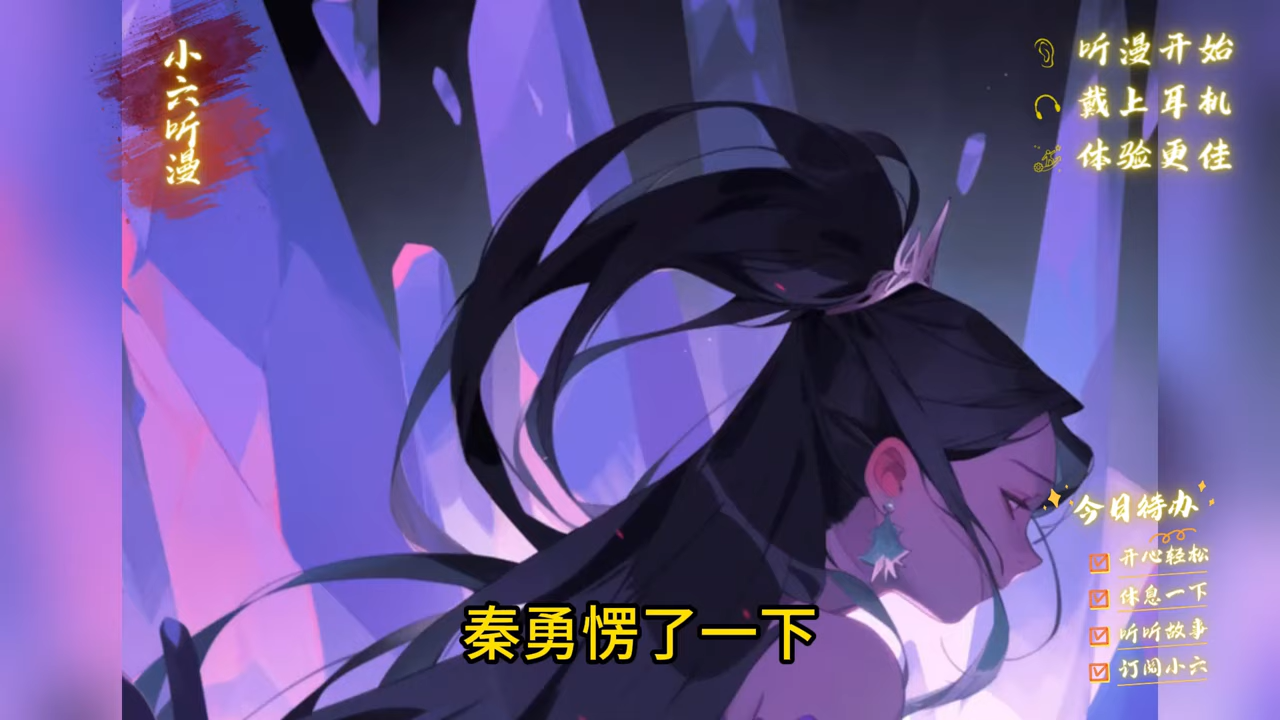 小六听漫
听漫开始
戴上耳机
体验更佳
今日待办
开心轻松
休息一下
听听故事
订阅小六
秦勇愣了一下